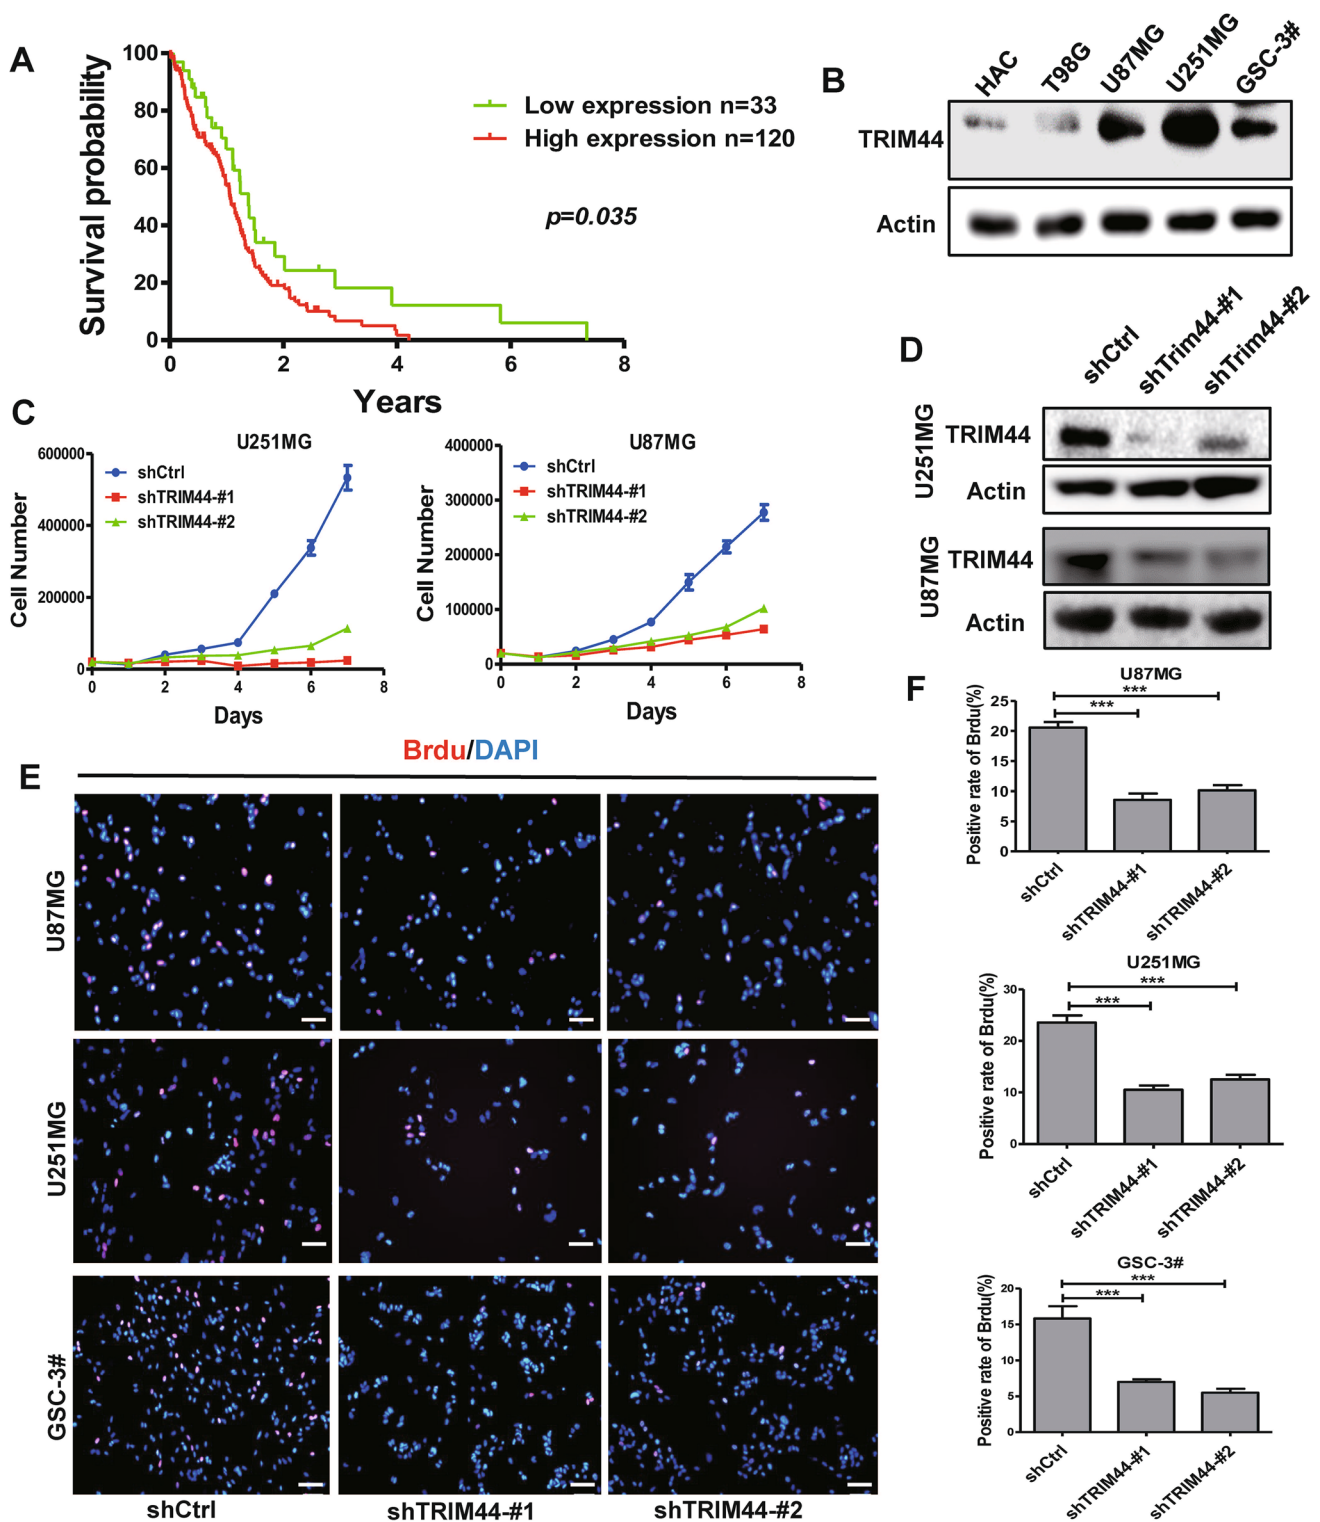 A
Survival probability
100
80
60
40
20
0
0 2 4 6 8
Years
Low expression n=33
High expression n=120
p=0.035
B
HAC T98G U87MG U251MG GSC-3#
TRIM44
Actin
C
U251MG
Cell Number
600000
400000
200000
0
0 2 4 6 8
Days
shCtrl
shTRIM44-#1
shTRIM44-#2
U87MG
Cell Number
400000
300000
200000
100000
0
0 2 4 6 8
Days
shCtrl
shTRIM44-#1
shTRIM44-#2
D
shCtrl shTrim44-#1 shTrim44-#2
U251MG
TRIM44
Actin
U87MG
TRIM44
Actin
E
Brdu/DAPI
U87MG
U251MG
GSC-3#
shCtrl shTRIM44-#1 shTRIM44-#2
F
U87MG
Positive rate of Brdu(%)
25
20
15
10
5
0
***
***
shCtrl shTRIM44-#1 shTRIM44-#2
U251MG
Positive rate of Brdu(%)
30
20
10
0
***
***
shCtrl shTRIM44-#1 shTRIM44-#2
GSC-3#
Positive rate of Brdu(%)
20
15
10
5
0
***
***
shCtrl shTRIM44-#1 shTRIM44-#2